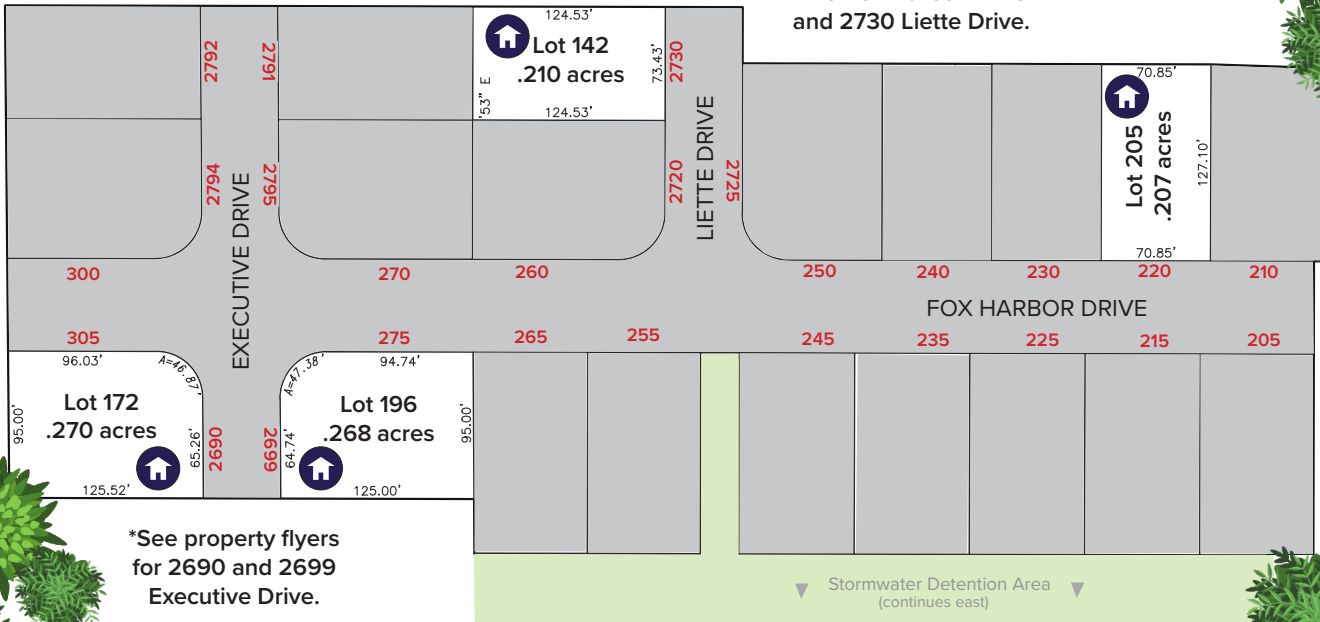 and 2730 Liette Drive.
124.53'
Lot 142
.210 acres
'53" E
73.43'
124.53'
2792
2791
2730
2794
2795
2720
2725
EXECUTIVE DRIVE
LIETTE DRIVE
70.85'
Lot 205
.207 acres
127.10'
70.85'
300
270
260
250
240
230
220
210
FOX HARBOR DRIVE
305
275
265
255
245
235
225
215
205
96.03'
A=46.87'
Lot 172
.270 acres
95.00'
65.26'
125.52'
2690
2699
A=47.38'
94.74'
Lot 196
.268 acres
64.74'
95.00'
125.00'
*See property flyers
for 2690 and 2699
Executive Drive.
▼ Stormwater Detention Area ▼
(continues east)